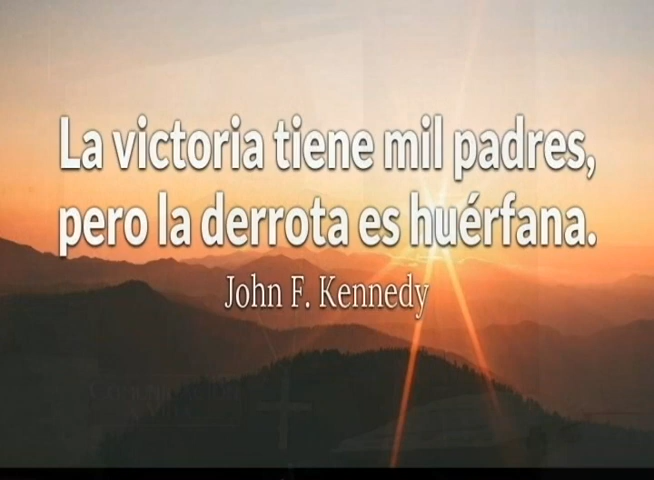 La victoria tiene mil padres,
pero la derrota es huérfana.
John F. Kennedy